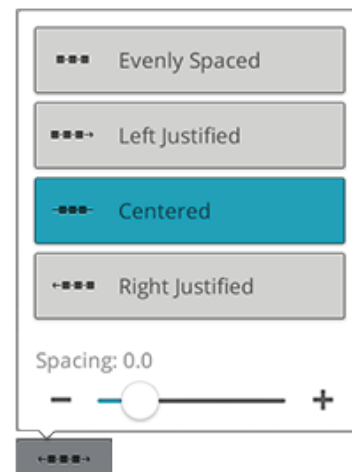 Evenly Spaced
Left Justified
Centered
Right Justified
Spacing: 0.0